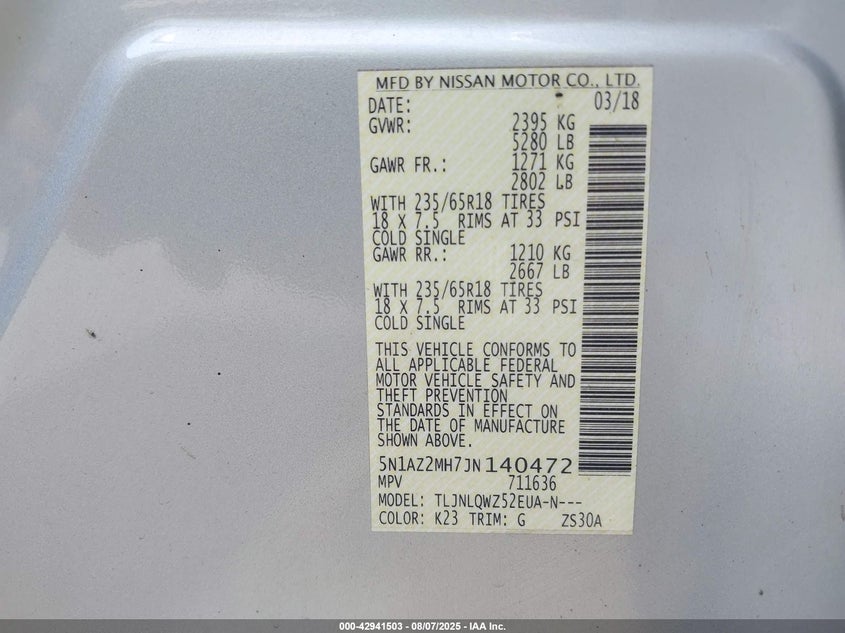 MFD BY NISSAN MOTOR CO., LTD.
DATE: 03/18
GVWR: 2395 KG
5280 LB
GAWR FR.: 1271 KG
2802 LB
WITH 235/65R18 TIRES
18 X 7.5 RIMS AT 33 PSI
COLD SINGLE
GAWR RR.: 1210 KG
2667 LB
WITH 235/65R18 TIRES
18 X 7.5 RIMS AT 33 PSI
COLD SINGLE
THIS VEHICLE CONFORMS TO
ALL APPLICABLE FEDERAL
MOTOR VEHICLE SAFETY AND
THEFT PREVENTION
STANDARDS IN EFFECT ON
THE DATE OF MANUFACTURE
SHOWN ABOVE.
5N1AZ2MH7JN140472
MPV 711636
MODEL: TLJNLQWZ52EUA-N---
COLOR: K23 TRIM: G ZS30A
000-42941503 - 08/07/2025 - IAA Inc.